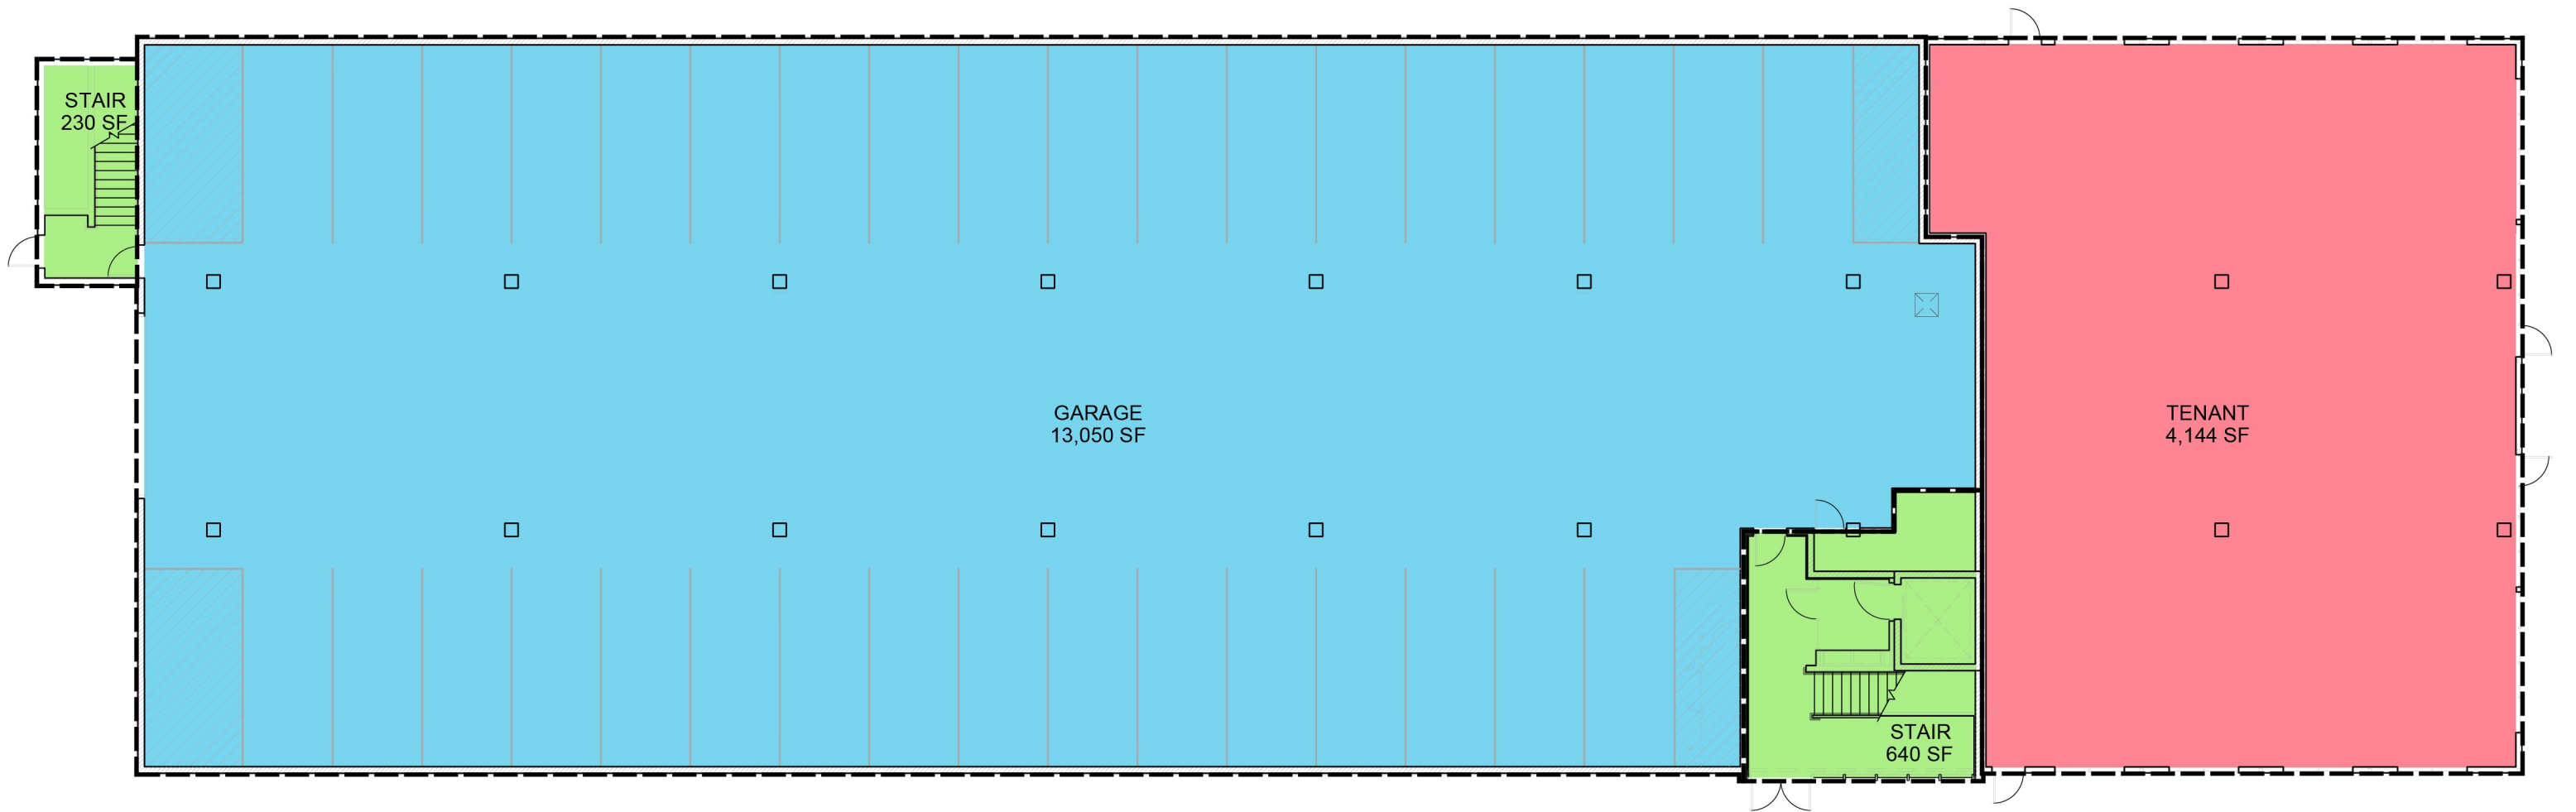 STAIR
230 SF
GARAGE
13,050 SF
TENANT
4,144 SF
STAIR
640 SF